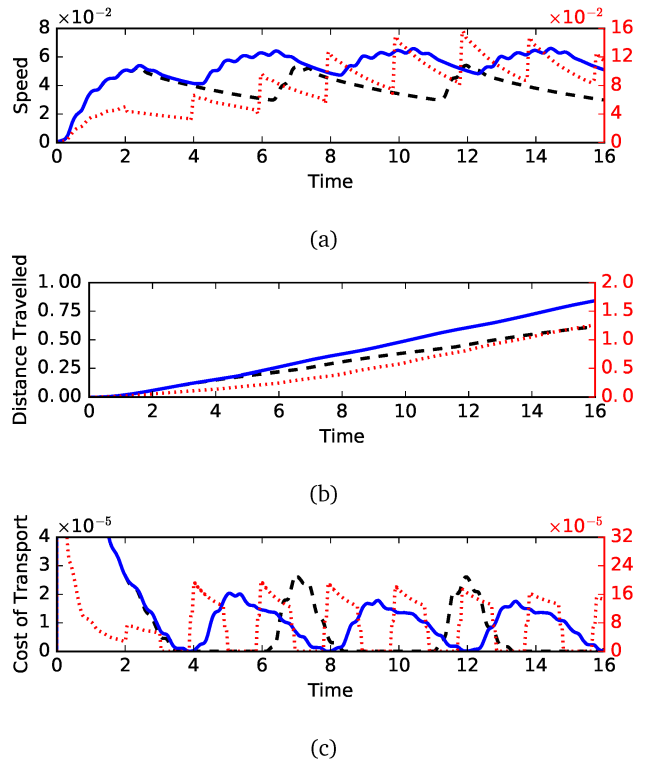 ×10⁻² ×10⁻²
8 16
6 12
4 8
2 4
0 0
Speed
0 2 4 6 8 10 12 14 16
Time
(a)
1.00 2.0
0.75 1.5
0.50 1.0
0.25 0.5
0.00 0.0
Distance Travelled
0 2 4 6 8 10 12 14 16
Time
(b)
×10⁻⁵ ×10⁻⁵
4 32
3 24
2 16
1 8
0 0
Cost of Transport
0 2 4 6 8 10 12 14 16
Time
(c)